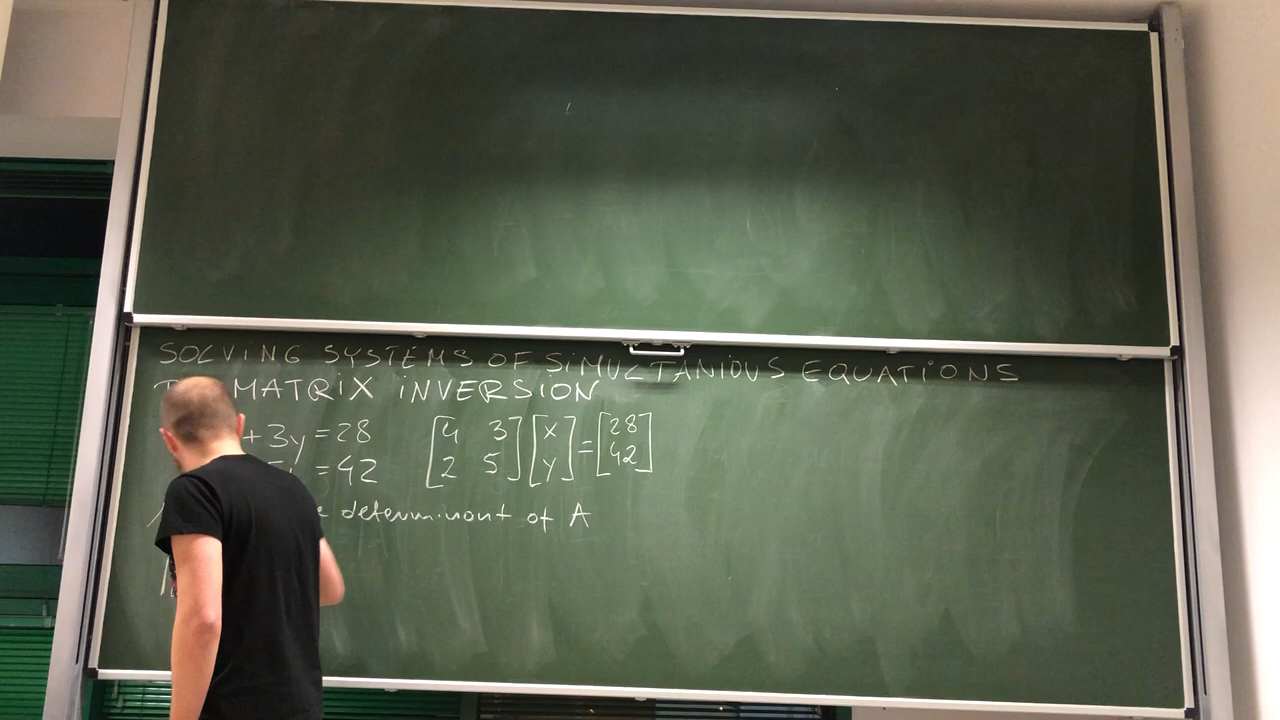 SOLVING SYSTEMS OF SIMULTANIOUS EQUATIONS
MATRIX INVERSION
+3y=28 [4 3] [x] = [28]
=42 [2 5] [y] [42]
determinant of A